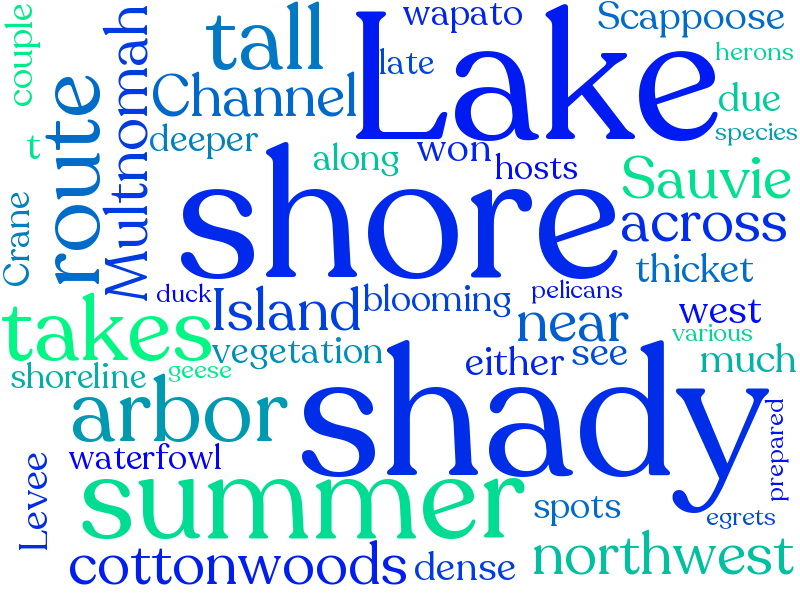 couple
wapato
Scappoose
tall
Lake
late
herons
Multnomah
route
Channel
due
species
t
deeper
along
won
hosts
Sauvie
shore
Crane
across
thicket
duck
Island
blooming
pelicans
west
takes
near
various
vegetation
either
see
much
shoreline
geese
arbor
shady
waterfowl
prepared
Levee
summer
spots
egrets
cottonwoods
dense
northwest